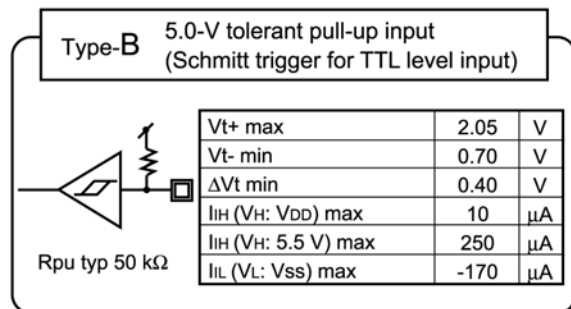 Type-B 5.0-V tolerant pull-up input
(Schmitt trigger for TTL level input)
Vt+ max 2.05 V
Vt- min 0.70 V
ΔVt min 0.40 V
IIH (VH: VDD) max 10 μA
IIH (VH: 5.5 V) max 250 μA
IIL (VL: VSS) max -170 μA
Rpu typ 50 kΩ